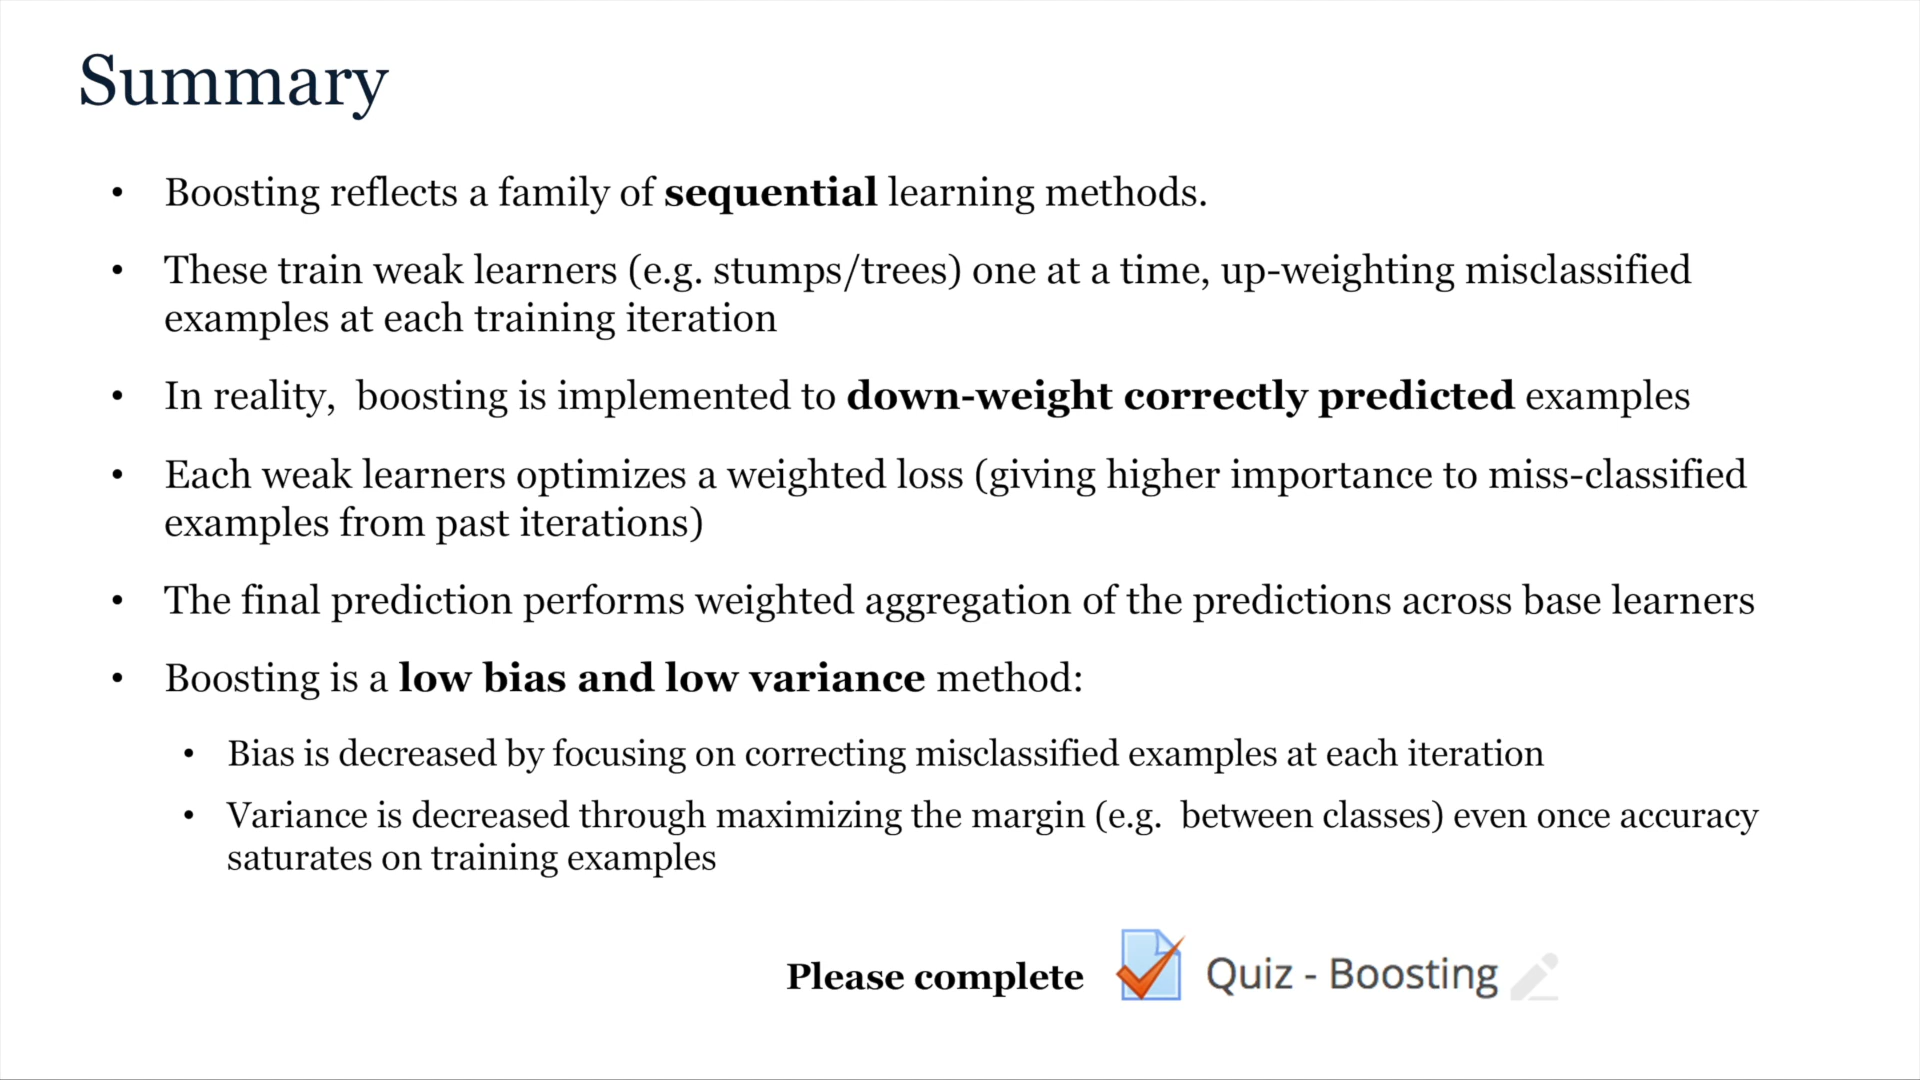 Summary
• Boosting reflects a family of sequential learning methods.
• These train weak learners (e.g. stumps/trees) one at a time, up-weighting misclassified
examples at each training iteration
• In reality,  boosting is implemented to down-weight correctly predicted examples
• Each weak learners optimizes a weighted loss (giving higher importance to miss-classified
examples from past iterations)
• The final prediction performs weighted aggregation of the predictions across base learners
• Boosting is a low bias and low variance method:
• Bias is decreased by focusing on correcting misclassified examples at each iteration
• Variance is decreased through maximizing the margin (e.g.  between classes) even once accuracy
saturates on training examples
Please complete Quiz - Boosting